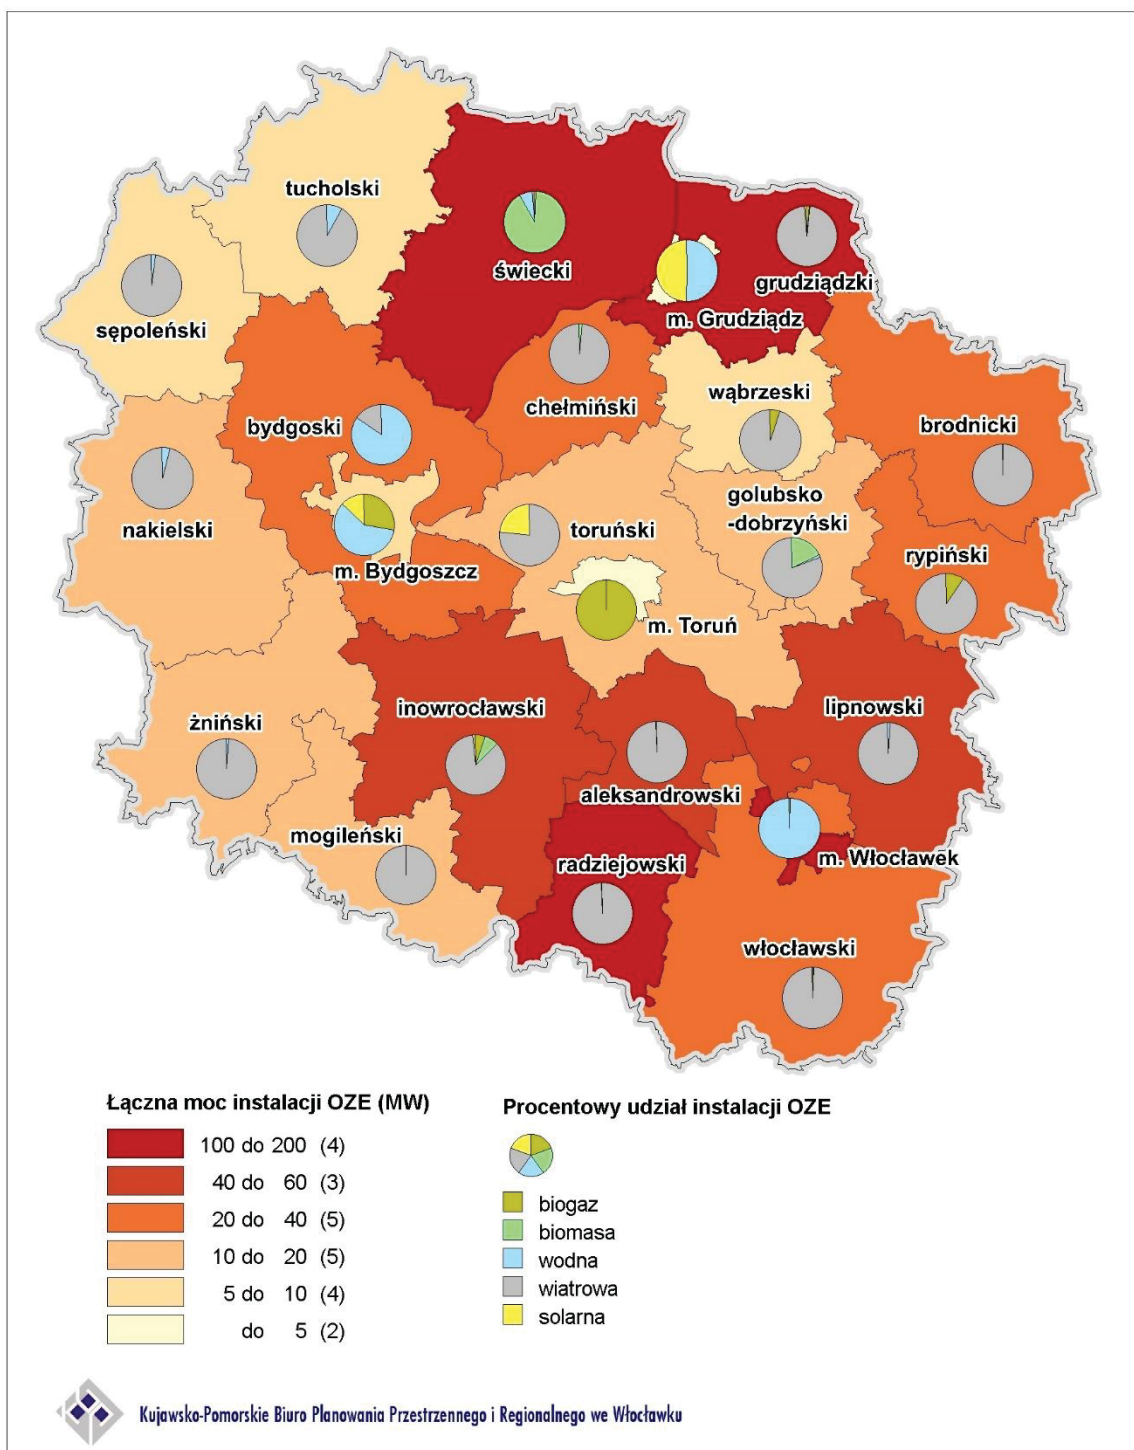 tucholski
świecki
grudziądzki
sępoleński
m. Grudziądz
chełmiński
wąbrzeski
bydgoski
brodnicki
nakielski
golubsko
-dobrzyński
toruński
rypiński
m. Bydgoszcz
m. Toruń
żniński
inowrocławski
lipnowski
aleksandrowski
mogileński
radziejowski
m. Włocławek
włocławski
Łączna moc instalacji OZE (MW)
100 do 200 (4)
40 do 60 (3)
20 do 40 (5)
10 do 20 (5)
5 do 10 (4)
do 5 (2)
Procentowy udział instalacji OZE
biogaz
biomasa
wodna
wiatrowa
solarna
Kujawsko-Pomorskie Biuro Planowania Przestrzennego i Regionalnego we Włocławku